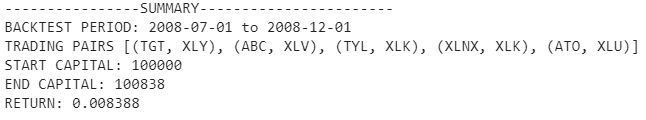 ----------------SUMMARY-----------------------
BACKTEST PERIOD: 2008-07-01 to 2008-12-01
TRADING PAIRS [(TGT, XLY), (ABC, XLV), (TYL, XLK), (XLNX, XLK), (ATO, XLU)]
START CAPITAL: 100000
END CAPITAL: 100838
RETURN: 0.008388